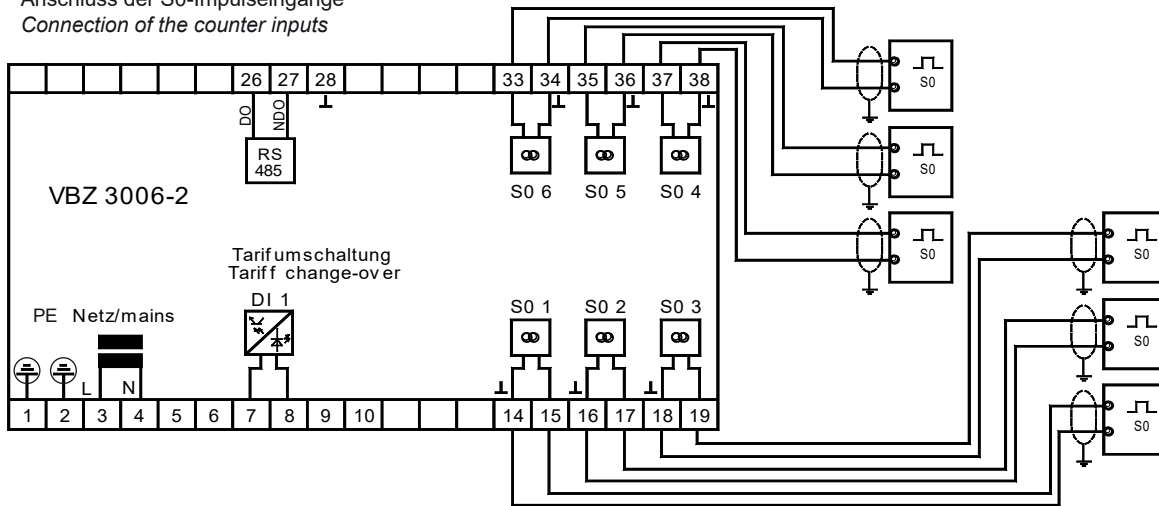 Anschluss der S0-Impulseingänge
Connection of the counter inputs
26 27 28 33 34 35 36 37 38
DO NDO
RS
485
S0 6 S0 5 S0 4
VBZ 3006-2
Tarifumschaltung
Tariff change-over
DI 1
PE Netz/mains
L N
S0 1 S0 2 S0 3
1 2 3 4 5 6 7 8 9 10 14 15 16 17 18 19
S0
S0
S0
S0
S0
S0